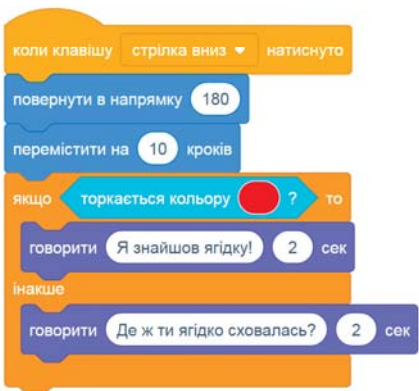 коли клавішу стрілка вниз натиснуто
повернути в напрямку 180
перемістити на 10 кроків
якщо торкається кольору ? то
говорити Я знайшов ягідку! 2 сек
інакше
говорити Де ж ти ягідко сховалась? 2 сек